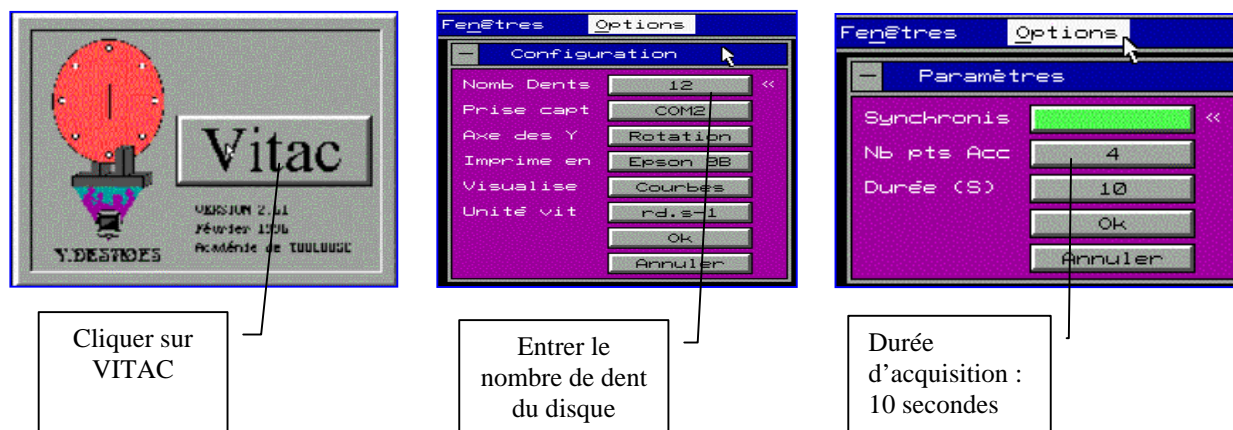 Vitac
VERSION 2.61
Février 1996
Académie de TOULOUSE
Y.DESTROES
Cliquer sur
VITAC
Fenêtres Options
Configuration
Nomb Dents 12 «
Prise capt COM2
Axe des Y Rotation
Imprime en Epson 9B
Visualise Courbes
Unité vit rd.s-1
Ok
Annuler
Entrer le
nombre de dent
du disque
Fenêtres Options
Paramètres
Synchronis «
Nb pts Acc 4
Durée (S) 10
Ok
Annuler
Durée
d’acquisition :
10 secondes